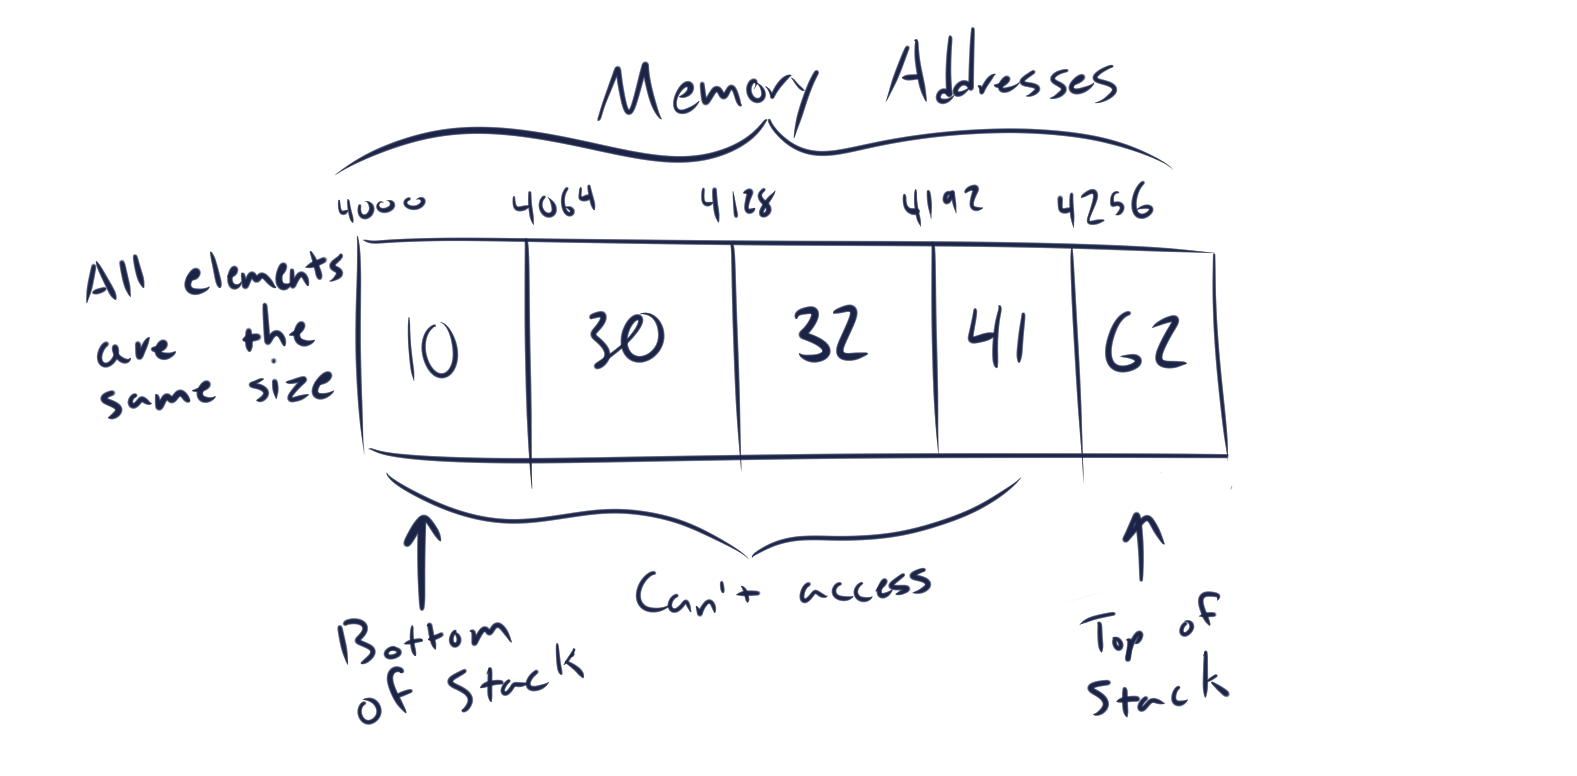 Memory Addresses
4000 4064 4128 4192 4256
All elements
are the
same size
10 30 32 41 62
Can't access
Bottom
of Stack
Top of
Stack